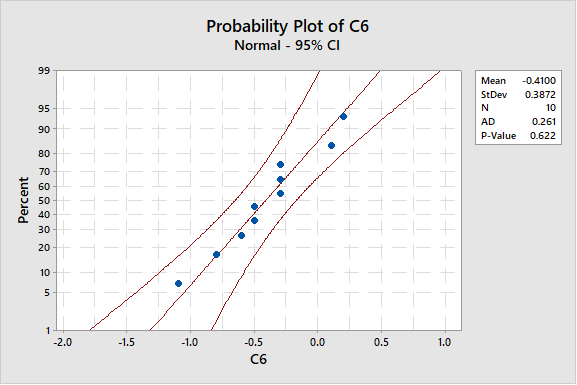 Probability Plot of C6
Normal - 95% CI
Mean -0.4100
StDev 0.3872
N 10
AD 0.261
P-Value 0.622
99
95
90
80
70
60
50
40
30
20
10
5
1
Percent
-2.0 -1.5 -1.0 -0.5 0.0 0.5 1.0
C6